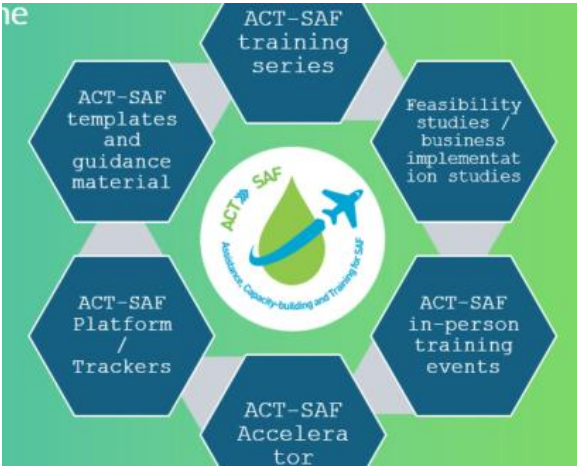 ne
ACT-SAF
training
series
ACT-SAF
templates
and
guidance
material
Feasibility
studies /
business
implementat
ion studies
ACT SAF
Assistance, Capacity-building and Training for SAF
ACT-SAF
Platform
/
Trackers
ACT-SAF
in-person
training
events
ACT-SAF
Accelera
tor